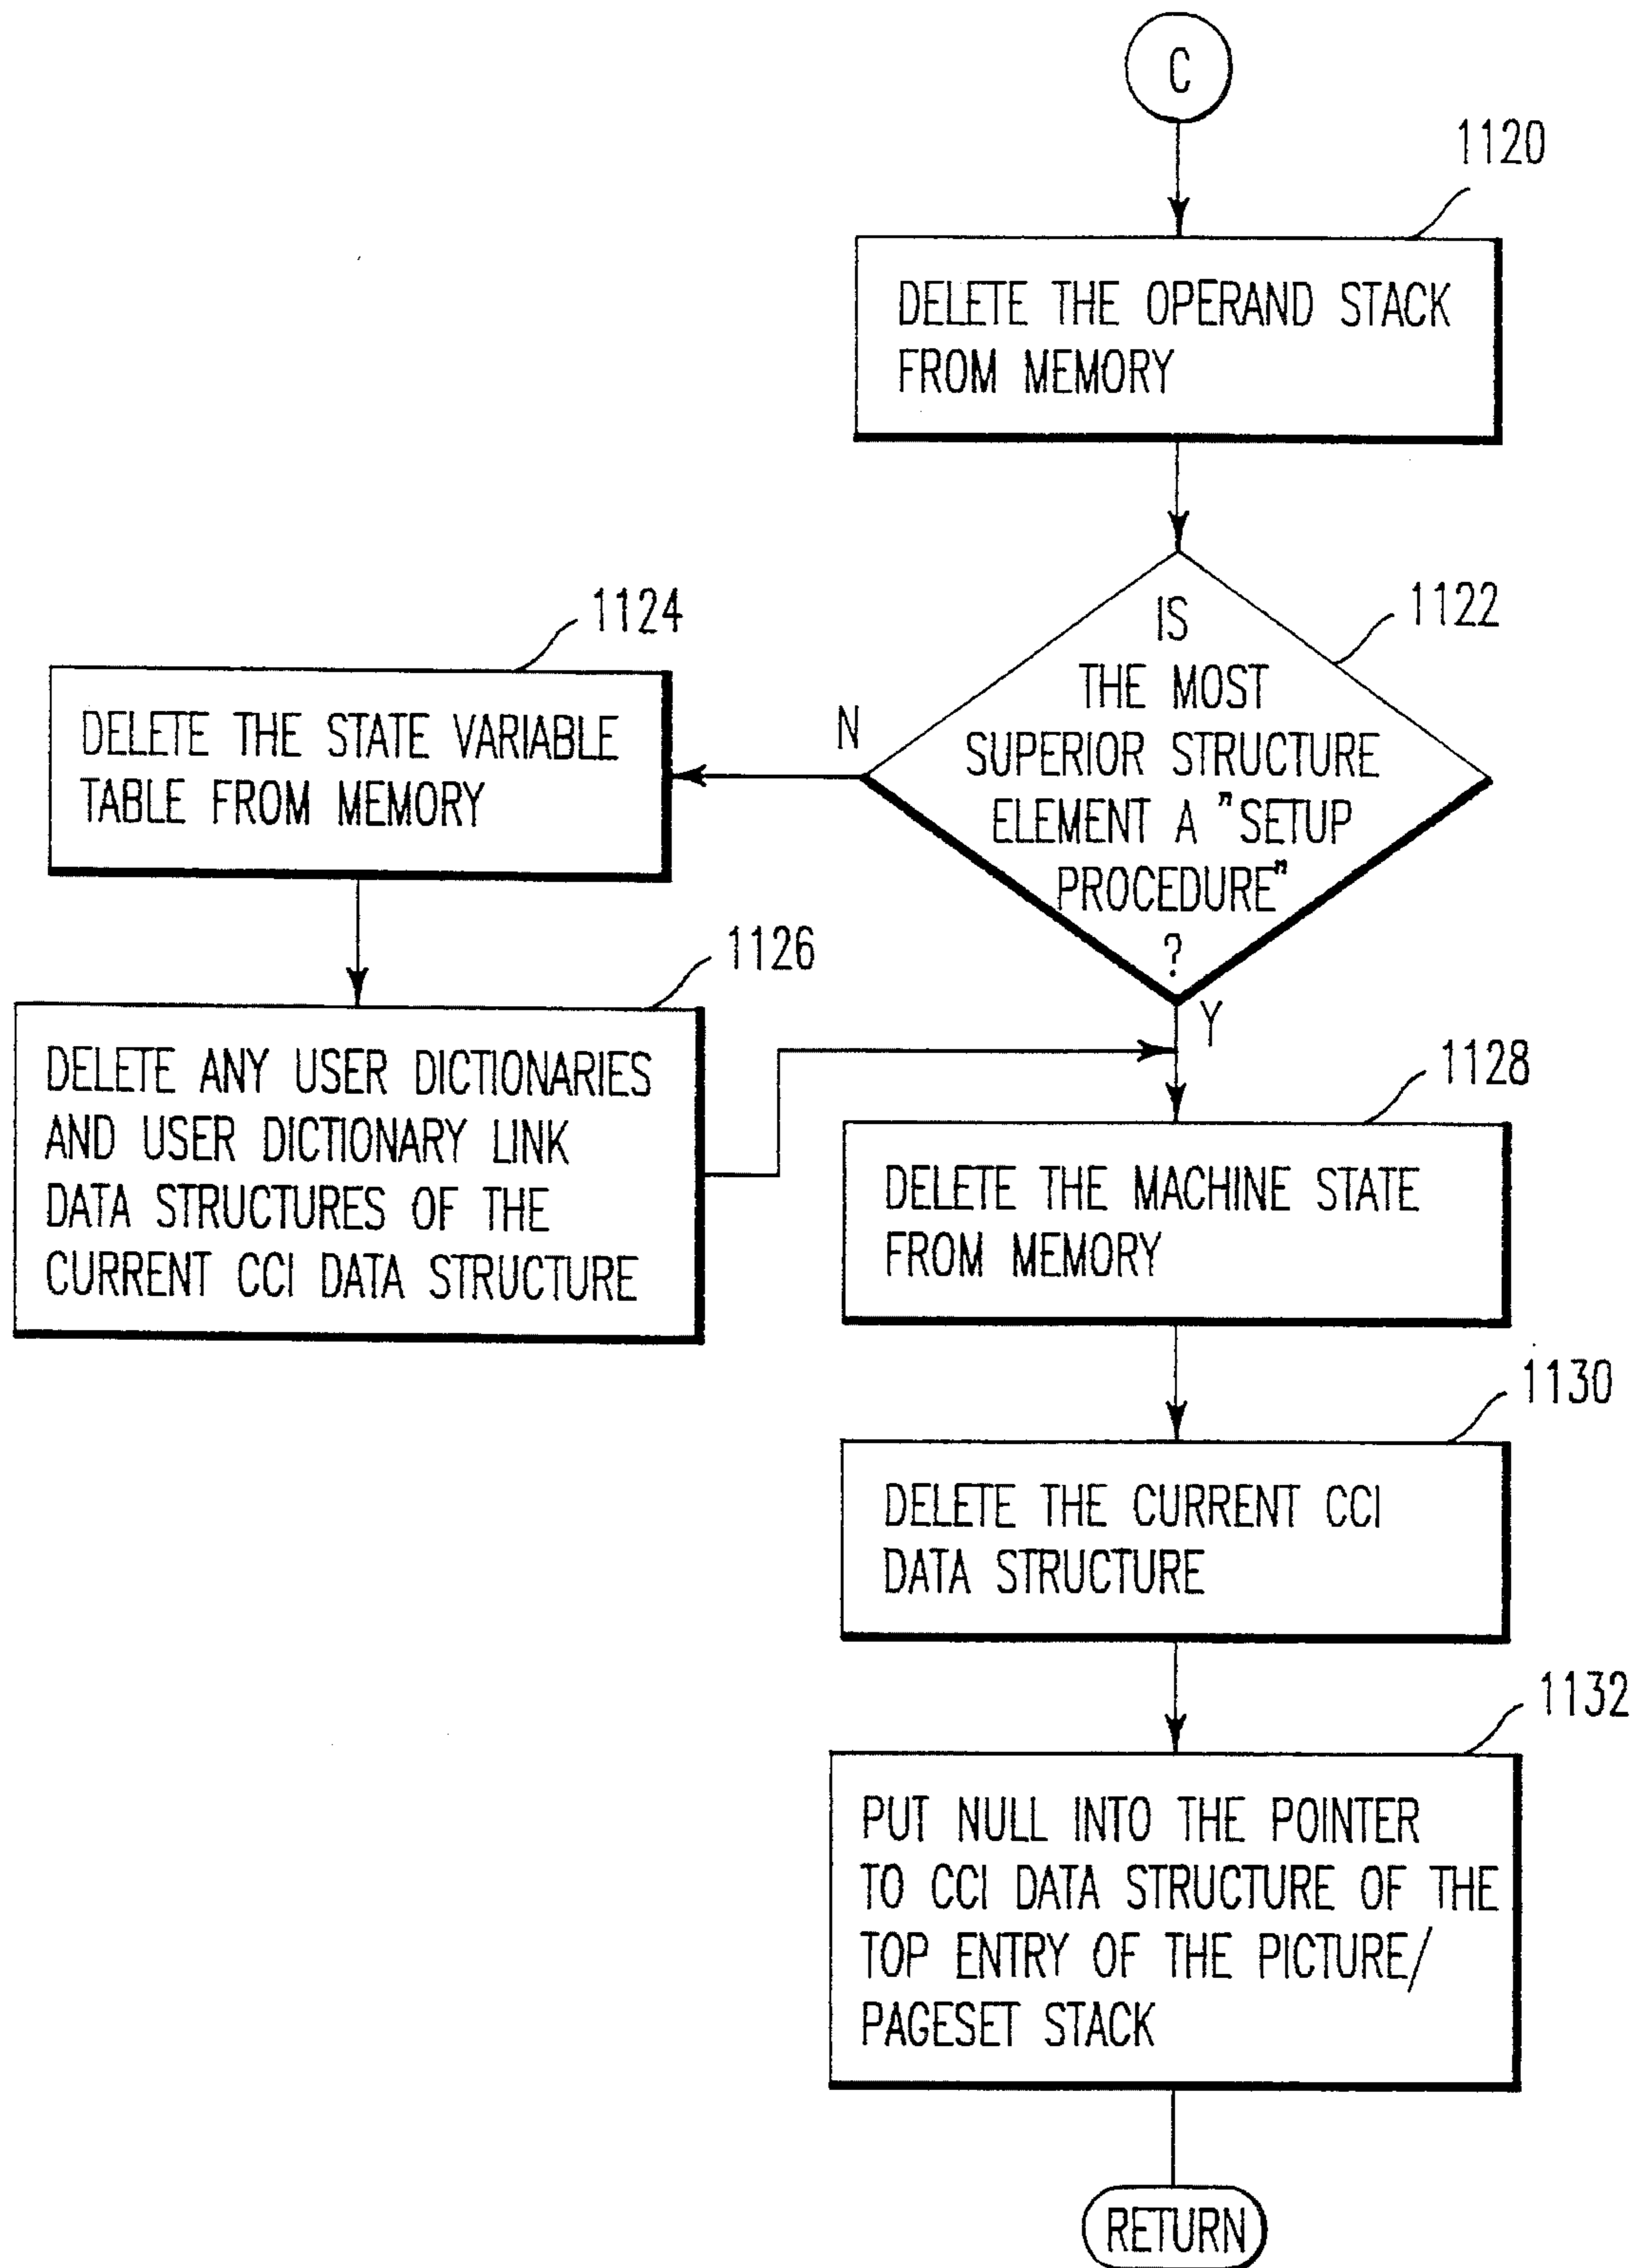 C
1120
DELETE THE OPERAND STACK
FROM MEMORY
1122
IS
THE MOST
SUPERIOR STRUCTURE
ELEMENT A "SETUP
PROCEDURE"
?
N
Y
1124
DELETE THE STATE VARIABLE
TABLE FROM MEMORY
1126
DELETE ANY USER DICTIONARIES
AND USER DICTIONARY LINK
DATA STRUCTURES OF THE
CURRENT CCI DATA STRUCTURE
1128
DELETE THE MACHINE STATE
FROM MEMORY
1130
DELETE THE CURRENT CCI
DATA STRUCTURE
1132
PUT NULL INTO THE POINTER
TO CCI DATA STRUCTURE OF THE
TOP ENTRY OF THE PICTURE/
PAGESET STACK
RETURN